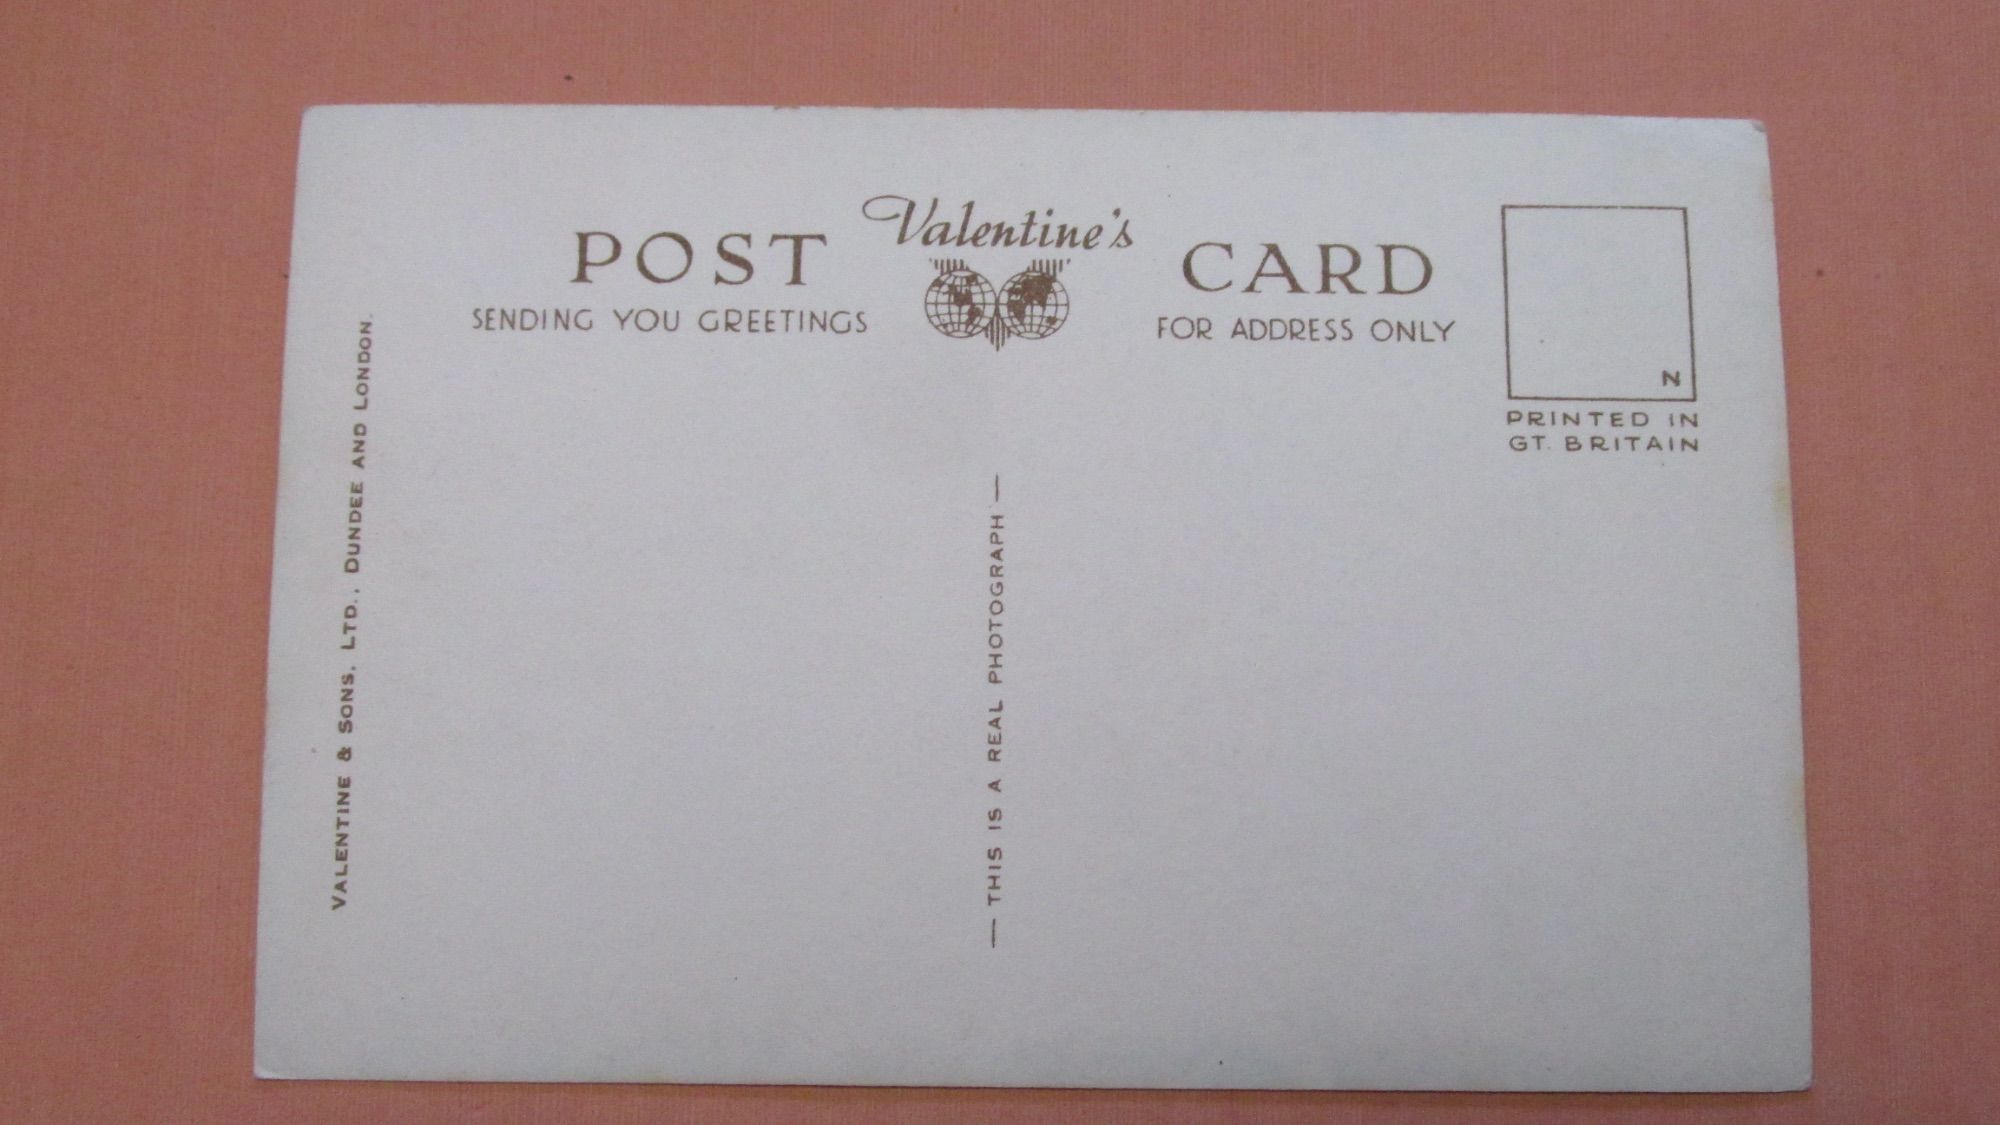 POST Valentine's CARD
SENDING YOU GREETINGS
FOR ADDRESS ONLY
N
PRINTED IN
GT. BRITAIN
VALENTINE & SONS, LTD., DUNDEE AND LONDON.
— THIS IS A REAL PHOTOGRAPH —